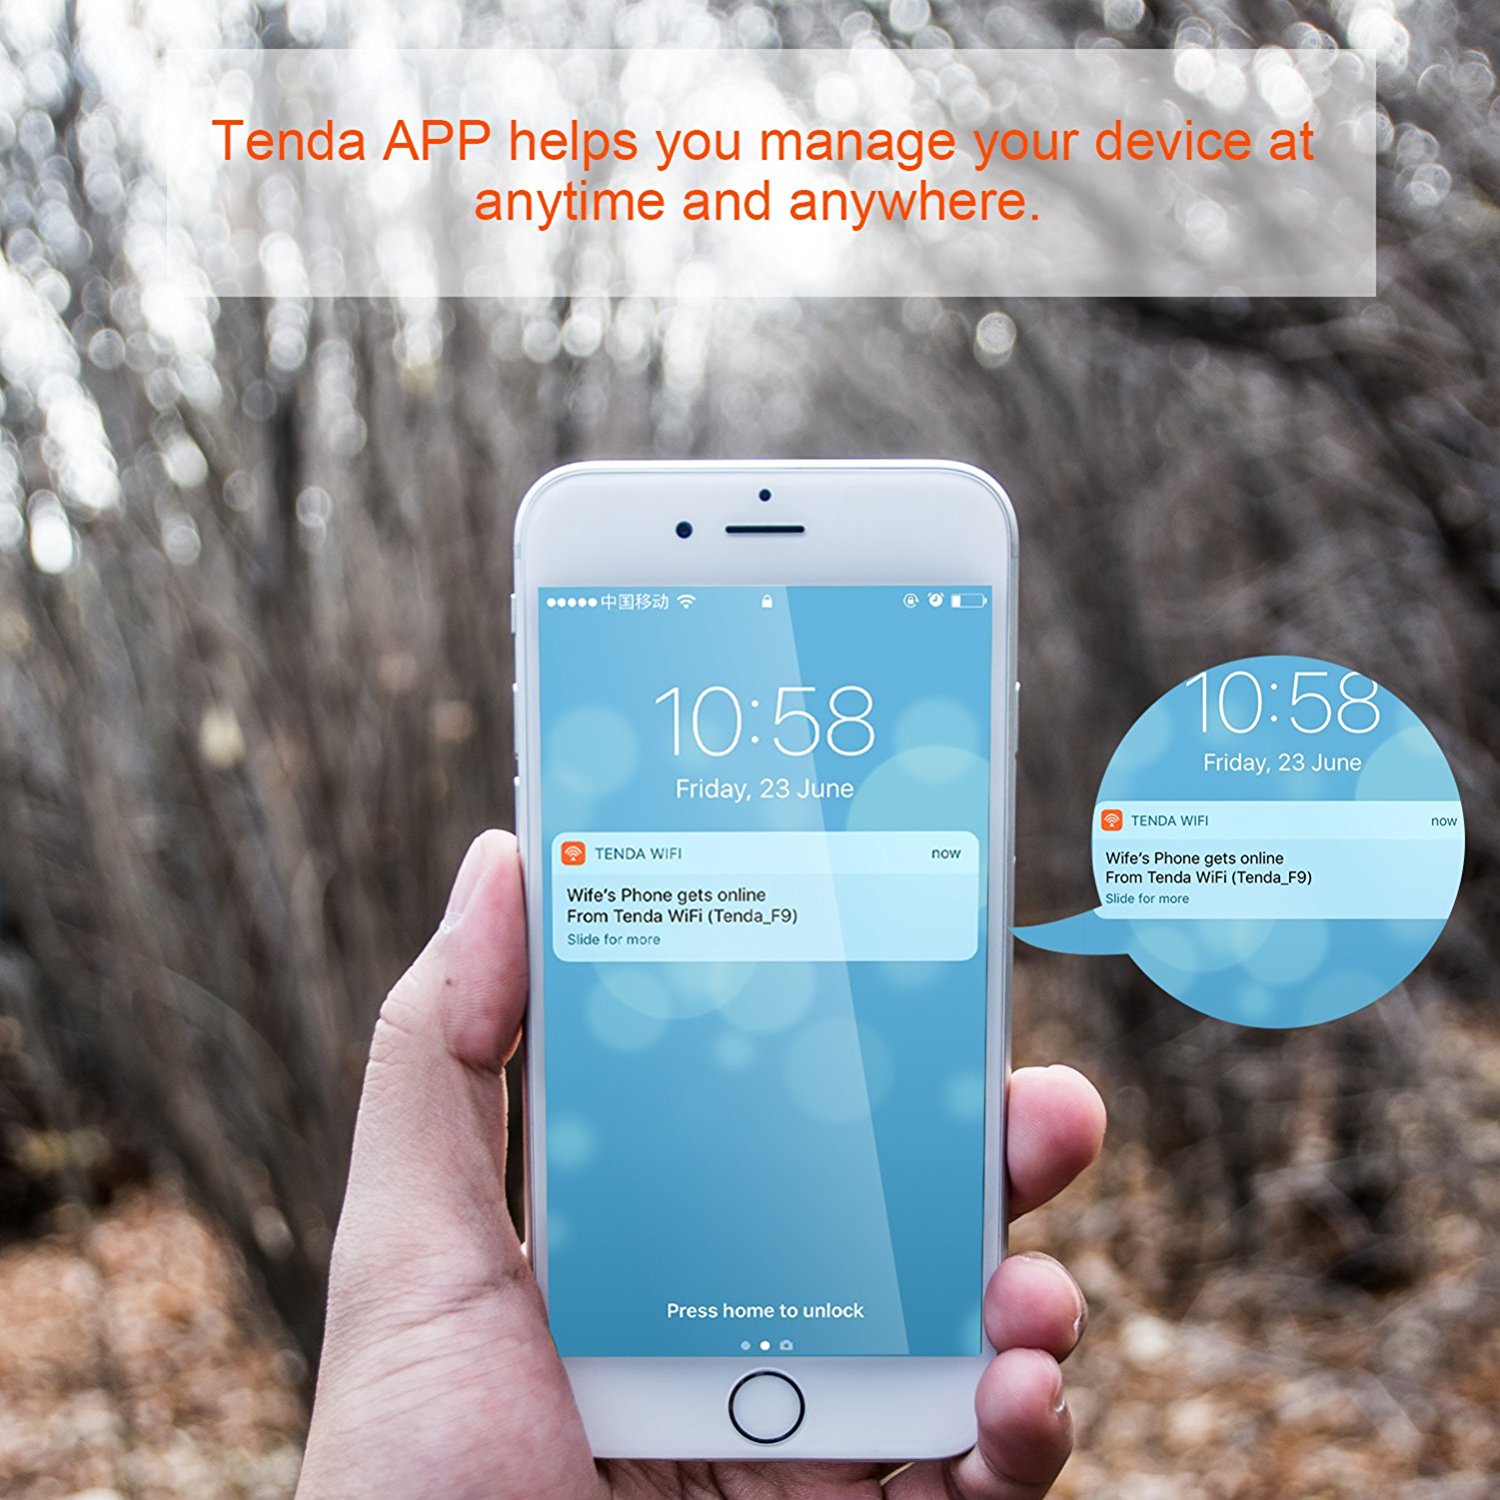 Tenda APP helps you manage your device at
anytime and anywhere.
中国移动
10:58
Friday, 23 June
TENDA WIFI now
Wife's Phone gets online
From Tenda WiFi (Tenda_F9)
Slide for more
Press home to unlock
10:58
Friday, 23 June
TENDA WIFI now
Wife's Phone gets online
From Tenda WiFi (Tenda_F9)
Slide for more